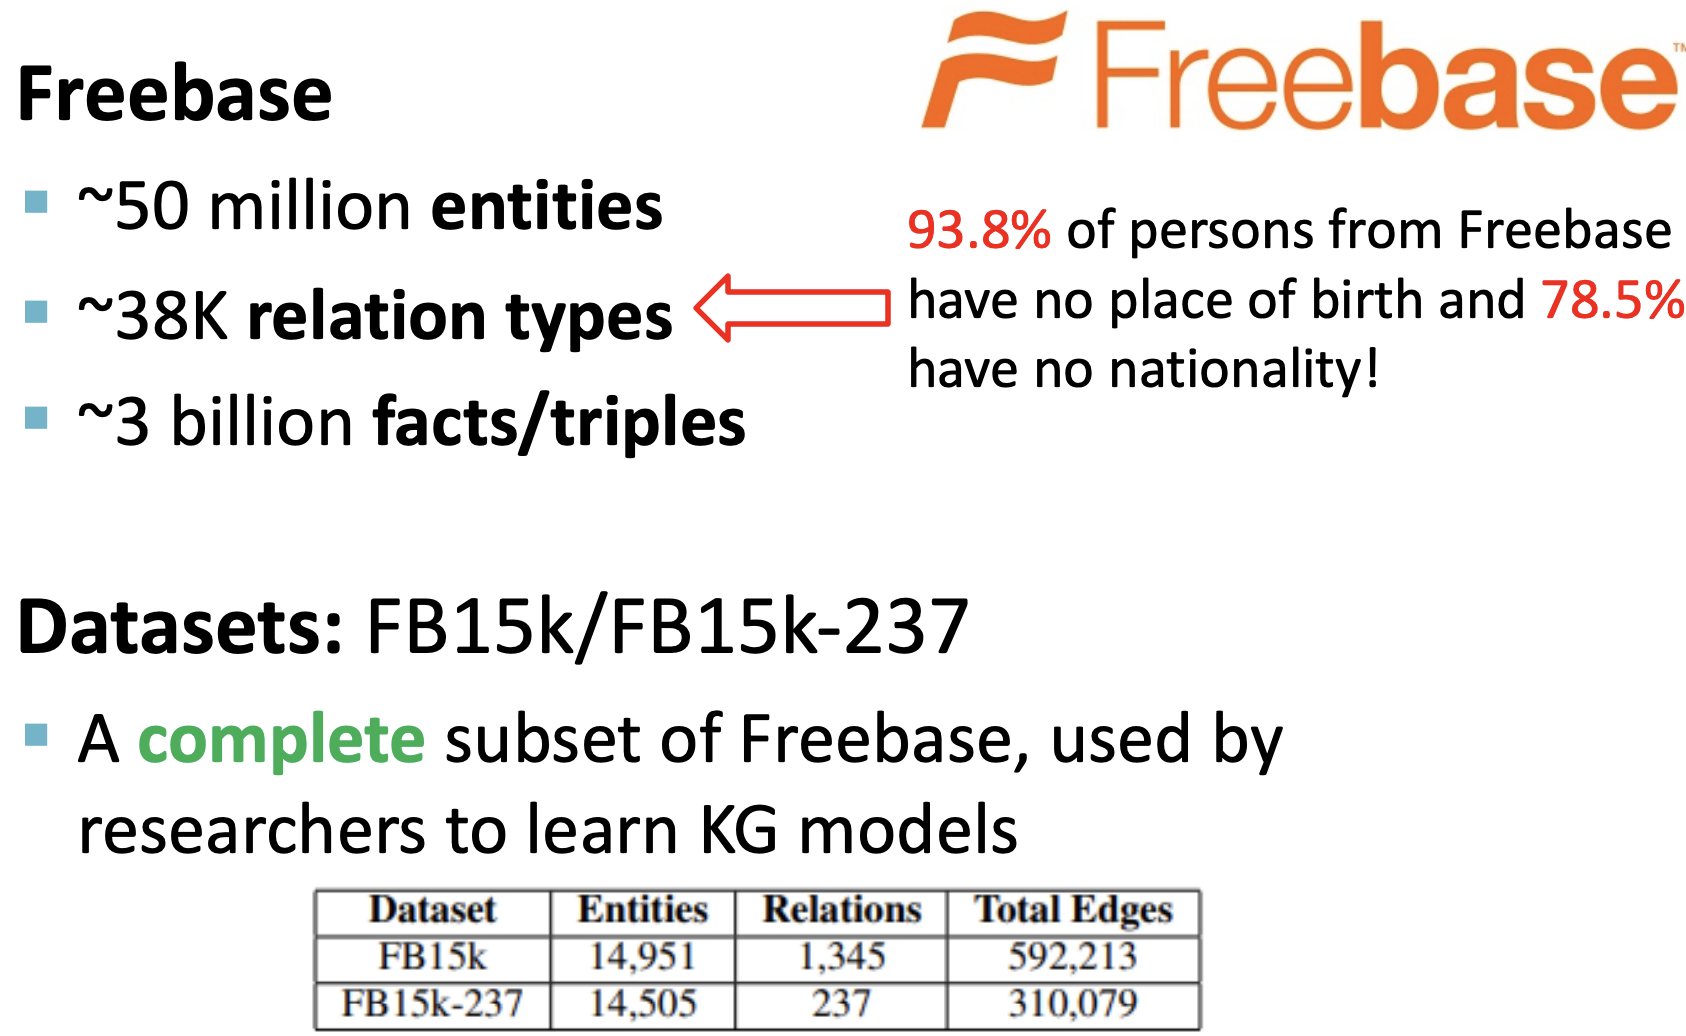 Freebase™
Freebase
~50 million entities
~38K relation types
~3 billion facts/triples
93.8% of persons from Freebase
have no place of birth and 78.5%
have no nationality!
Datasets: FB15k/FB15k-237
A complete subset of Freebase, used by
researchers to learn KG models
Dataset Entities Relations Total Edges
FB15k 14,951 1,345 592,213
FB15k-237 14,505 237 310,079